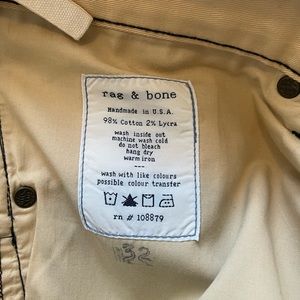 rag & bone
Handmade in U.S.A.
98% Cotton 2% Lycra
wash inside out
machine wash cold
do not bleach
hang dry
warm iron
---
wash with like colours
possible colour transfer
rn # 108879
32